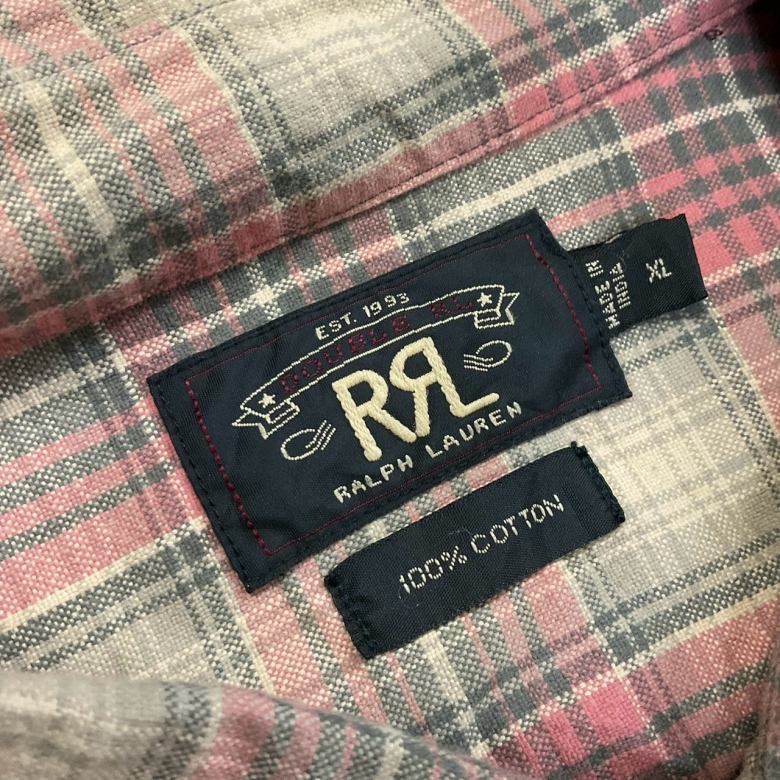 EST. 1993
DOUBLE RL
RRL
RALPH LAUREN
MADE IN
INDIA
XL
100% COTTON